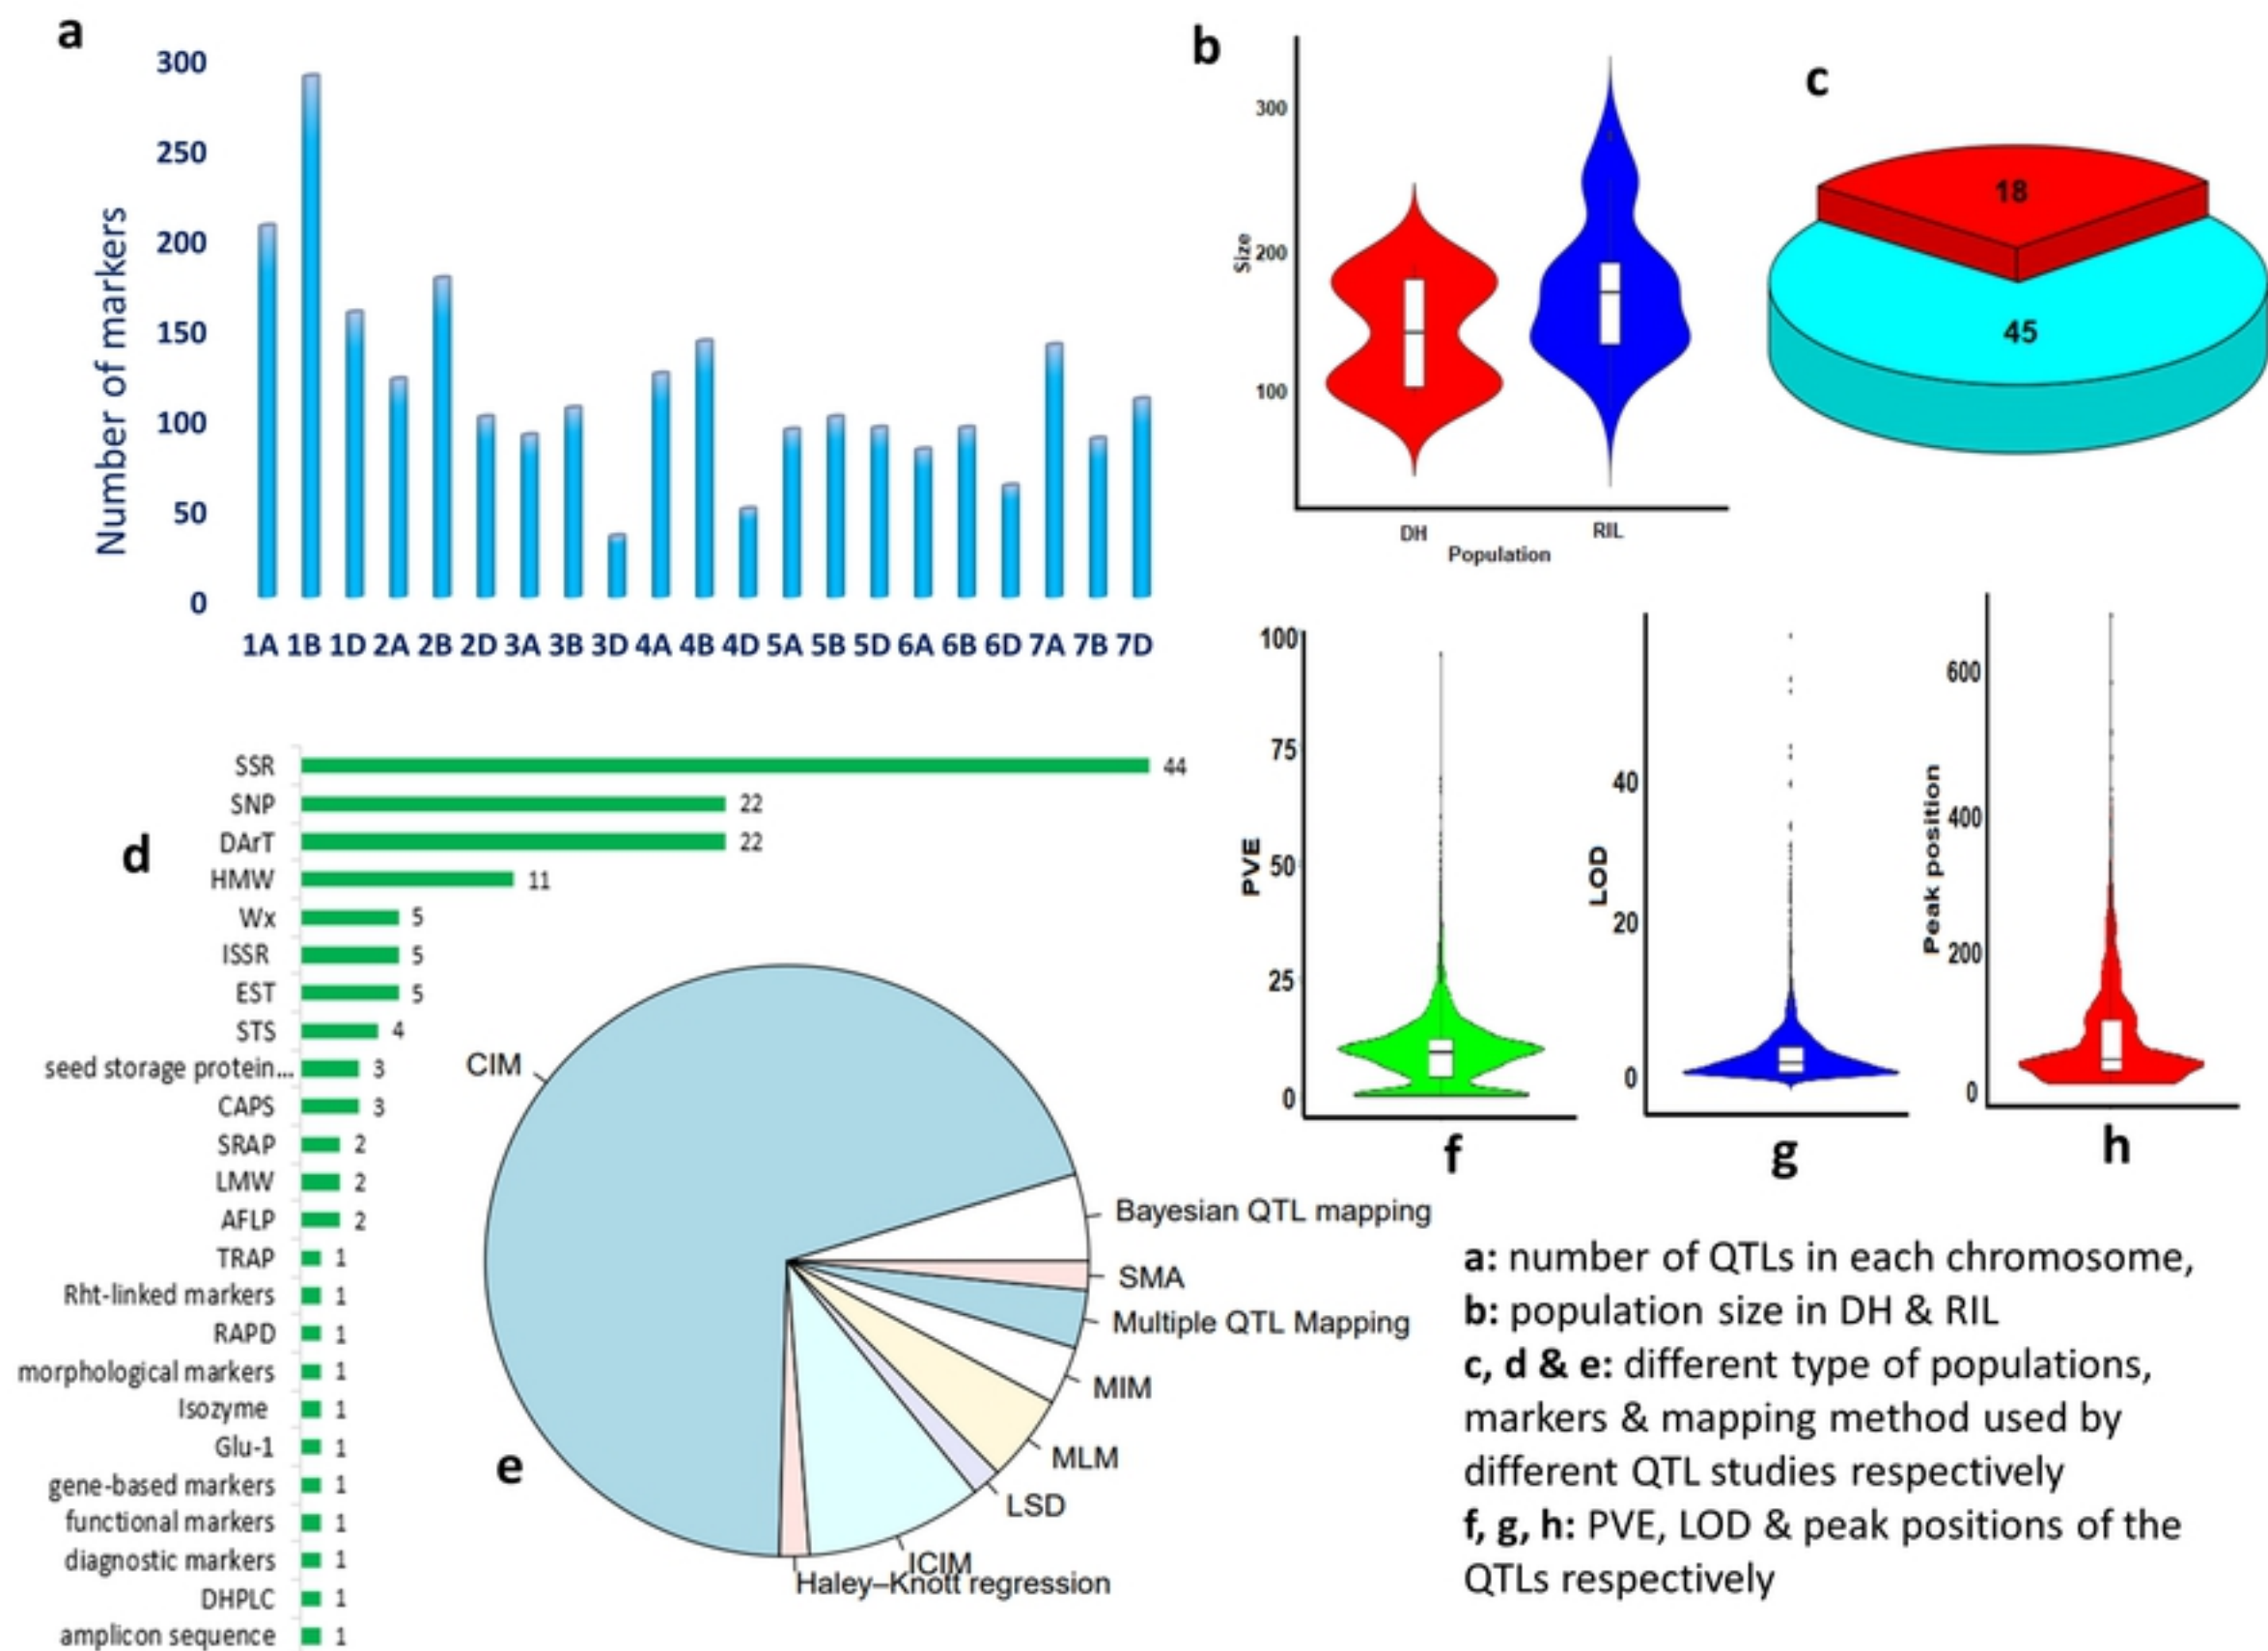 a
300
250
200
150
100
50
0
Number of markers
1A 1B 1D 2A 2B 2D 3A 3B 3D 4A 4B 4D 5A 5B 5D 6A 6B 6D 7A 7B 7D
b
300
200
100
Size
DH
RIL
Population
c
18
45
d
SSR 44
SNP 22
DArT 22
HMW 11
Wx 5
ISSR 5
EST 5
STS 4
seed storage protein... 3
CAPS 3
SRAP 2
LMW 2
AFLP 2
TRAP 1
Rht-linked markers 1
RAPD 1
morphological markers 1
Isozyme 1
Glu-1 1
gene-based markers 1
functional markers 1
diagnostic markers 1
DHPLC 1
amplicon sequence 1
e
CIM
Bayesian QTL mapping
SMA
Multiple QTL Mapping
MIM
MLM
LSD
ICIM
Haley–Knott regression
100
75
50
25
0
PVE
f
40
20
0
LOD
g
600
400
200
0
Peak position
h
a: number of QTLs in each chromosome,
b: population size in DH & RIL
c, d & e: different type of populations,
markers & mapping method used by
different QTL studies respectively
f, g, h: PVE, LOD & peak positions of the
QTLs respectively